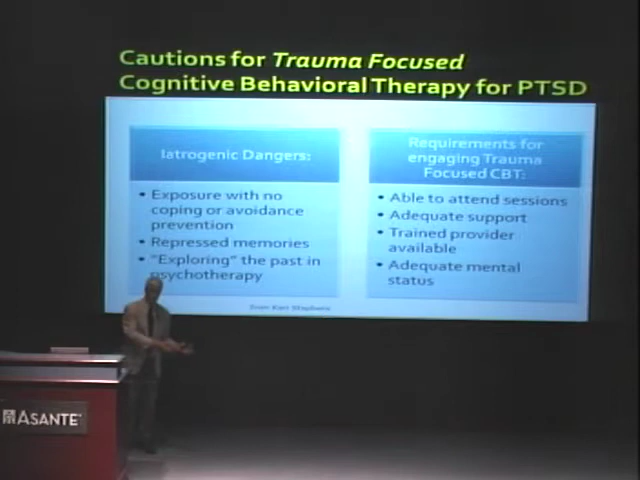 Cautions for Trauma Focused
Cognitive Behavioral Therapy for PTSD
Iatrogenic Dangers:
• Exposure with no
coping or avoidance
prevention
• Repressed memories
• "Exploring" the past in
psychotherapy
Requirements for
engaging Trauma
Focused CBT:
• Able to attend sessions
• Adequate support
• Trained provider
available
• Adequate mental
status
ASANTE